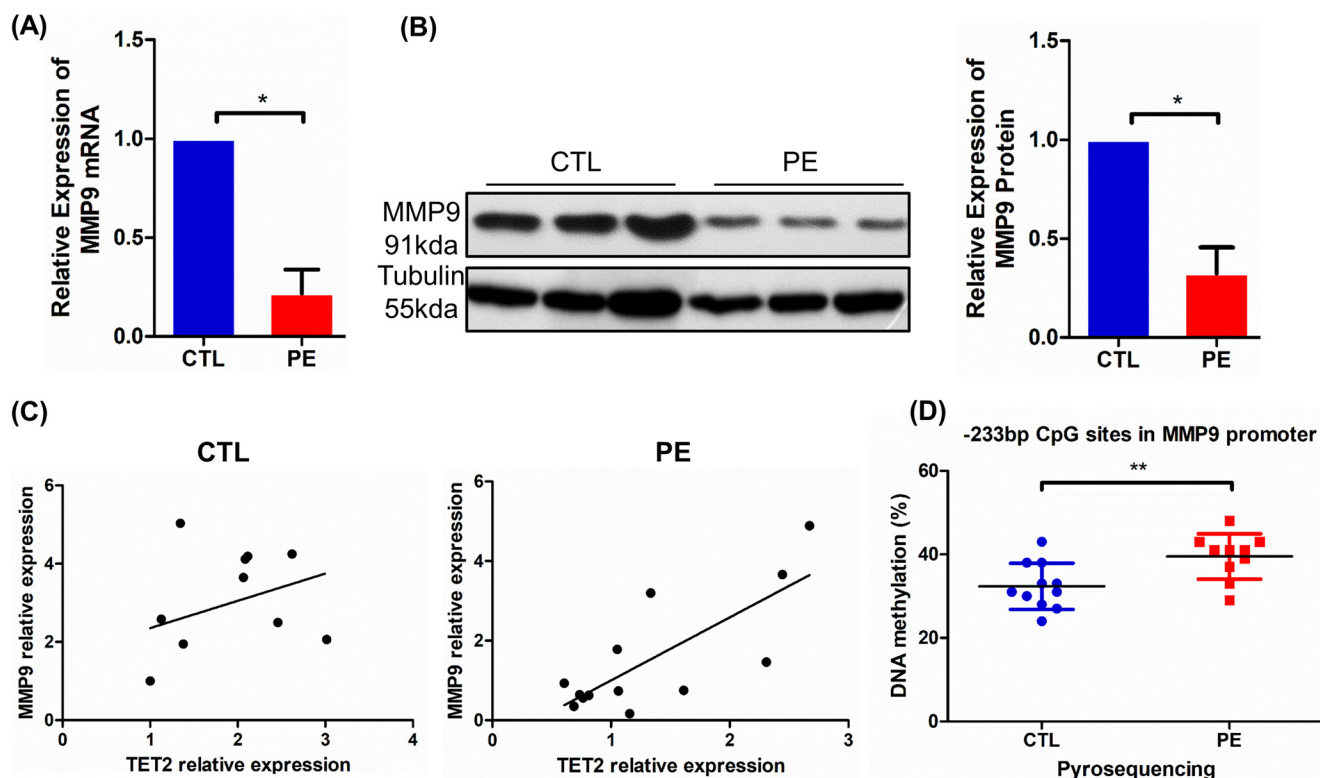 (A)
Relative Expression of
MMP9 mRNA
1.5
1.0
0.5
0.0
*
CTL PE
(B)
CTL PE
MMP9
91kda
Tubulin
55kda
Relative Expression of
MMP9 Protein
1.5
1.0
0.5
0.0
*
CTL PE
(C)
CTL
MMP9 relative expression
6
4
2
0
0 1 2 3 4
TET2 relative expression
PE
MMP9 relative expression
6
4
2
0
0 1 2 3
TET2 relative expression
(D)
-233bp CpG sites in MMP9 promoter
DNA methylation (%)
60
40
20
0
**
CTL PE
Pyrosequencing